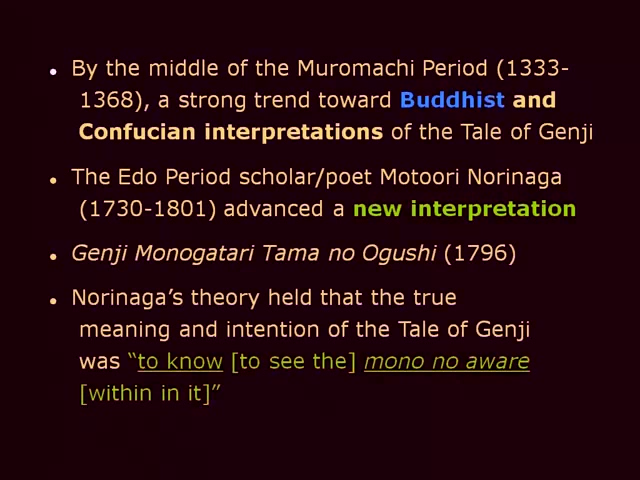 • By the middle of the Muromachi Period (1333-
1368), a strong trend toward Buddhist and
Confucian interpretations of the Tale of Genji
• The Edo Period scholar/poet Motoori Norinaga
(1730-1801) advanced a new interpretation
• Genji Monogatari Tama no Ogushi (1796)
• Norinaga’s theory held that the true
meaning and intention of the Tale of Genji
was “to know [to see the] mono no aware
[within in it]”